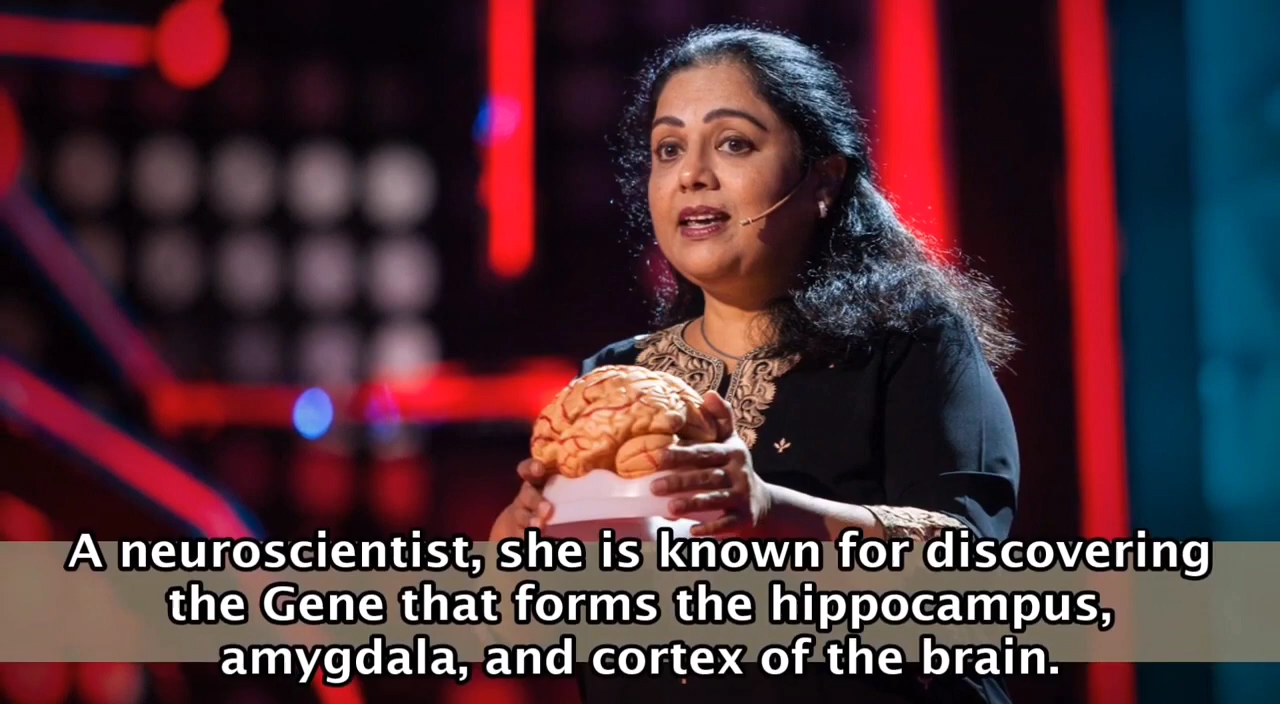 A neuroscientist, she is known for discovering
the Gene that forms the hippocampus,
amygdala, and cortex of the brain.